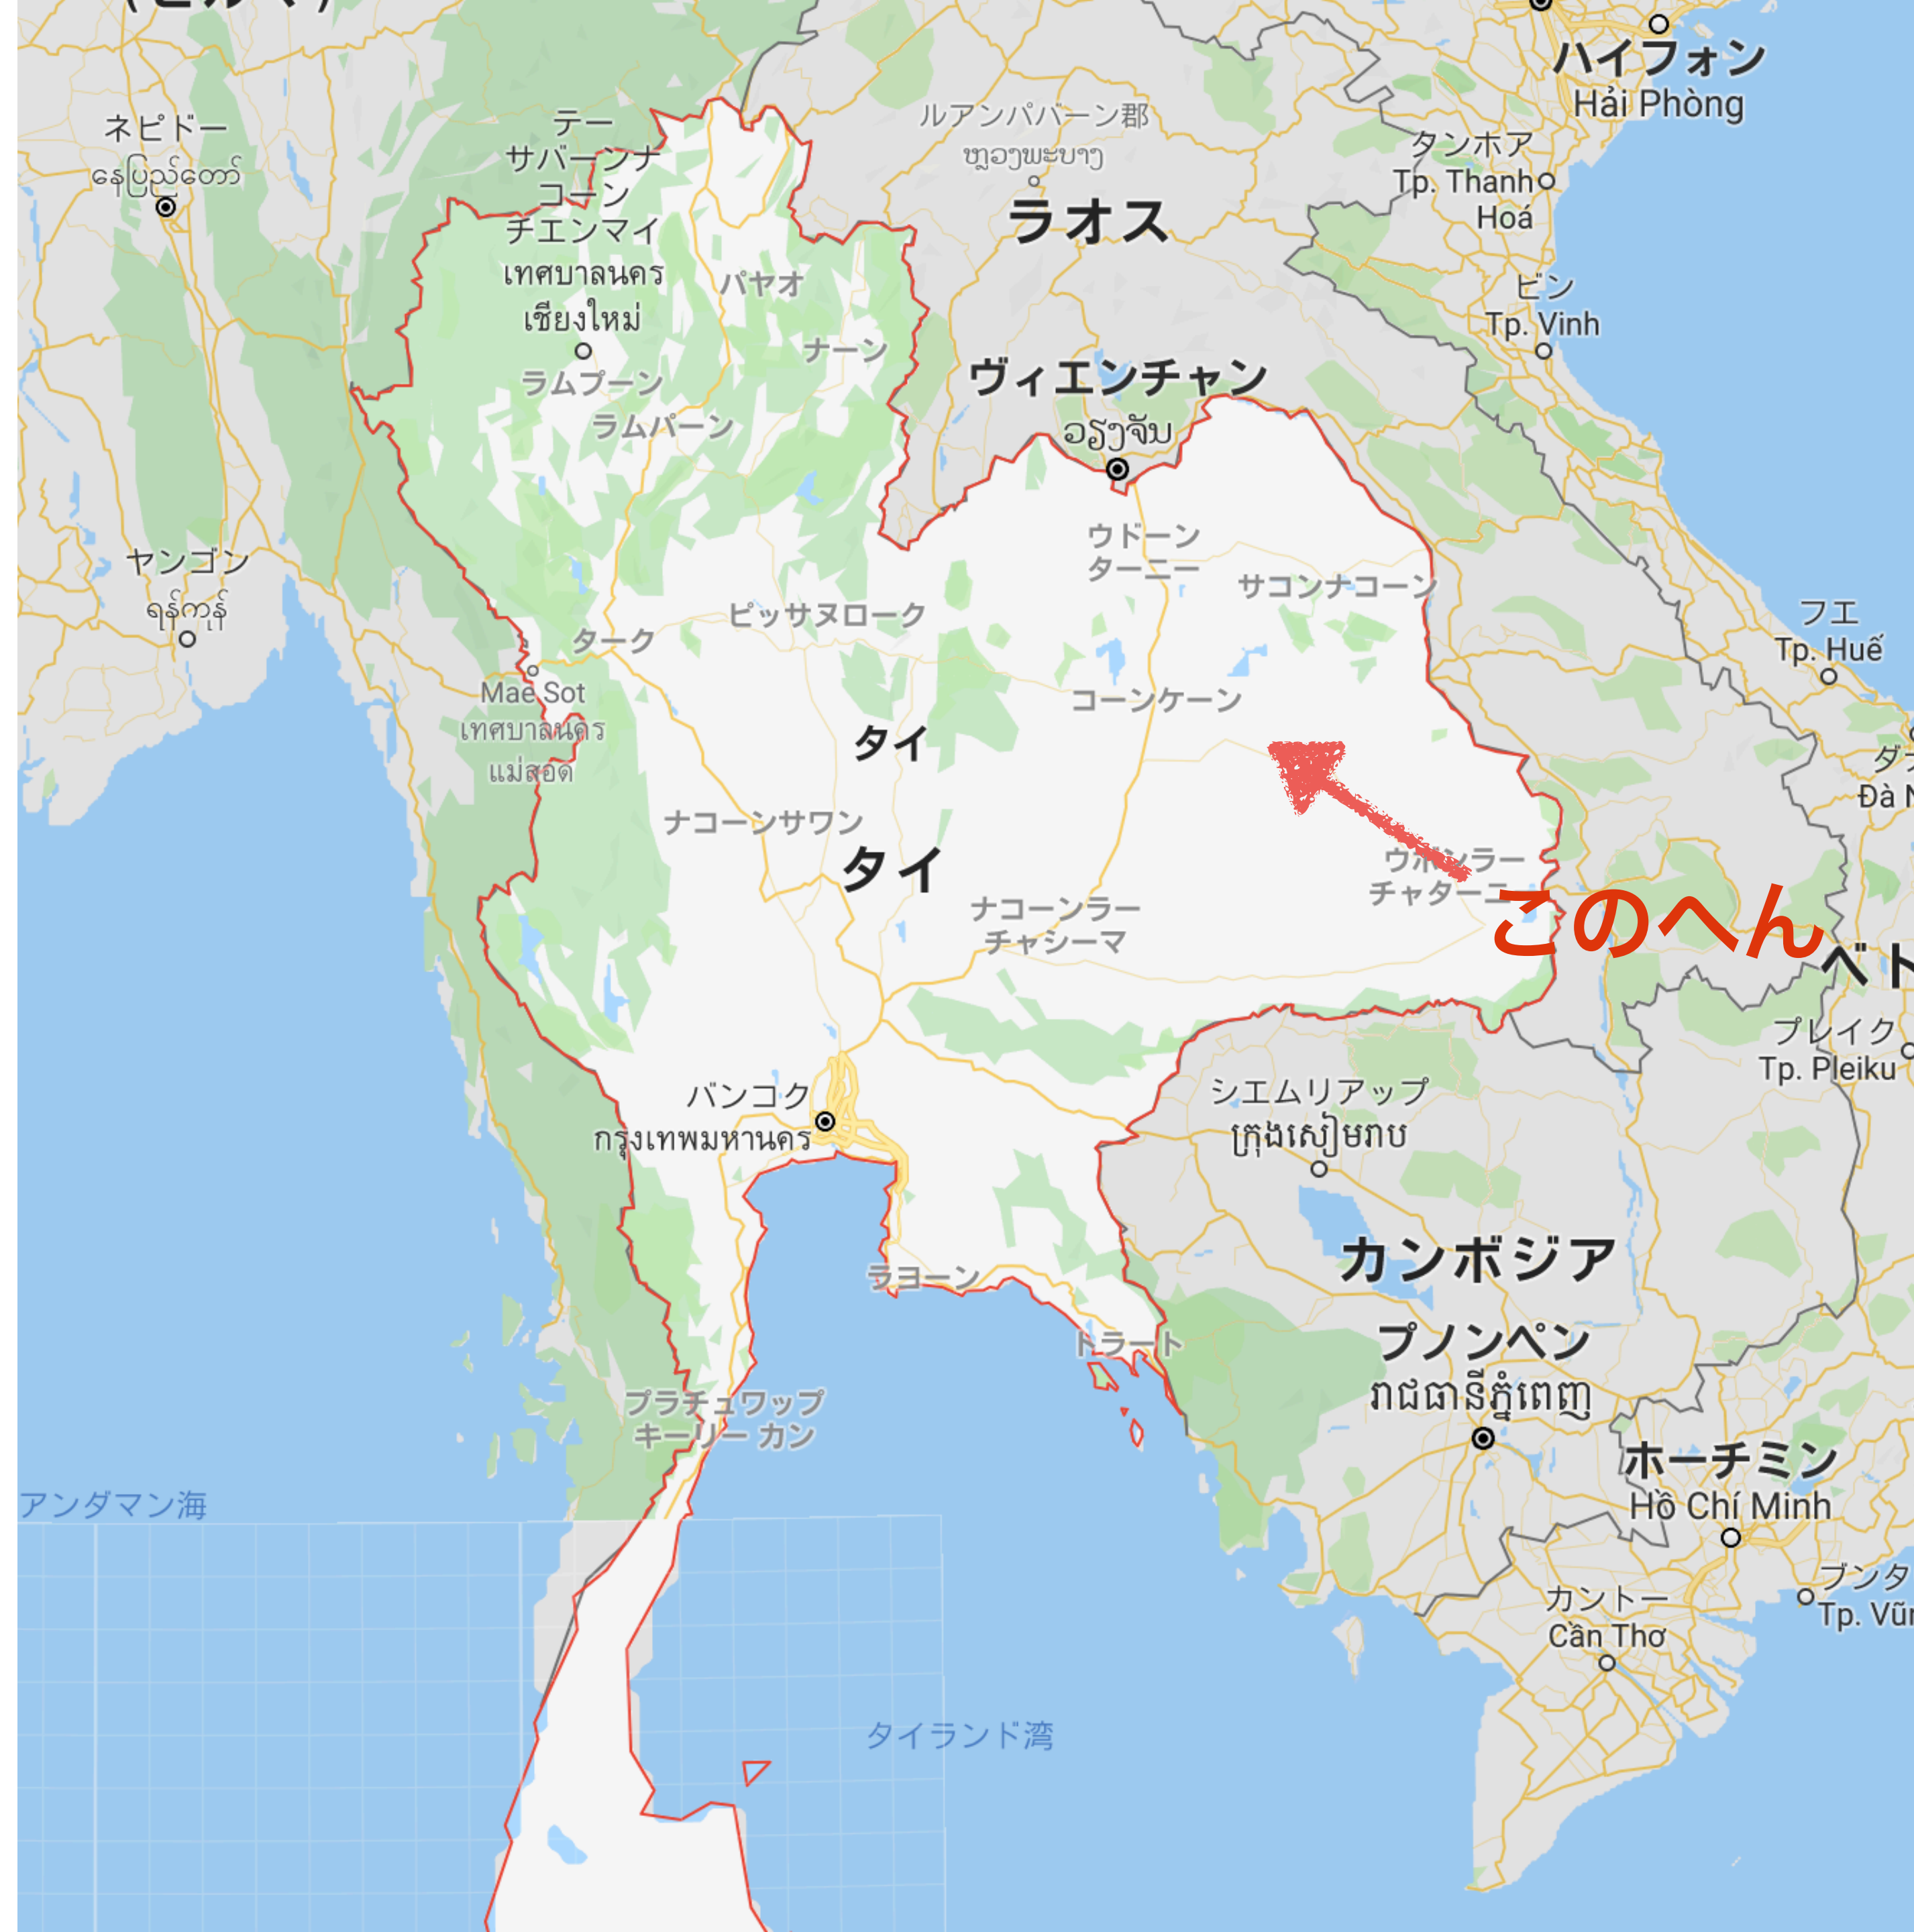 ハイフォン
Hải Phòng
ネピドー
နေပြည်တော်
テー
サバーンナ
コーン
チエンマイ
เทศบาลนคร
เชียงใหม่
ルアンパバーン郡
ຫຼວງພະບາງ
ラオス
タンホア
Tp. Thanh
Hoá
ビン
Tp. Vinh
パヤオ
ナーン
ラムプーン
ラムパーン
ヴィエンチャン
ວຽງຈັນ
ヤンゴン
ရန်ကုန်
ウドーン
ターニー
サコンナコーン
フエ
Tp. Huế
ピッサヌローク
ターク
Mae Sot
เทศบาลนคร
แม่สอด
コーンケーン
タイ
ダナ
Đà N
ナコーンサワン
タイ
ウボンラー
チャターニ
このへん
ナコーンラー
チャシーマ
ベト
プレイク
Tp. Pleiku
バンコク
กรุงเทพมหานคร
シエムリアップ
ក្រុងសៀមរាប
ラヨーン
カンボジア
トラート
プノンペン
រាជធានីភ្នំពេញ
プラチュワップ
キーリー カン
ホーチミン
Hồ Chí Minh
アンダマン海
ブンタ
Tp. Vũn
カントー
Cần Thơ
タイランド湾